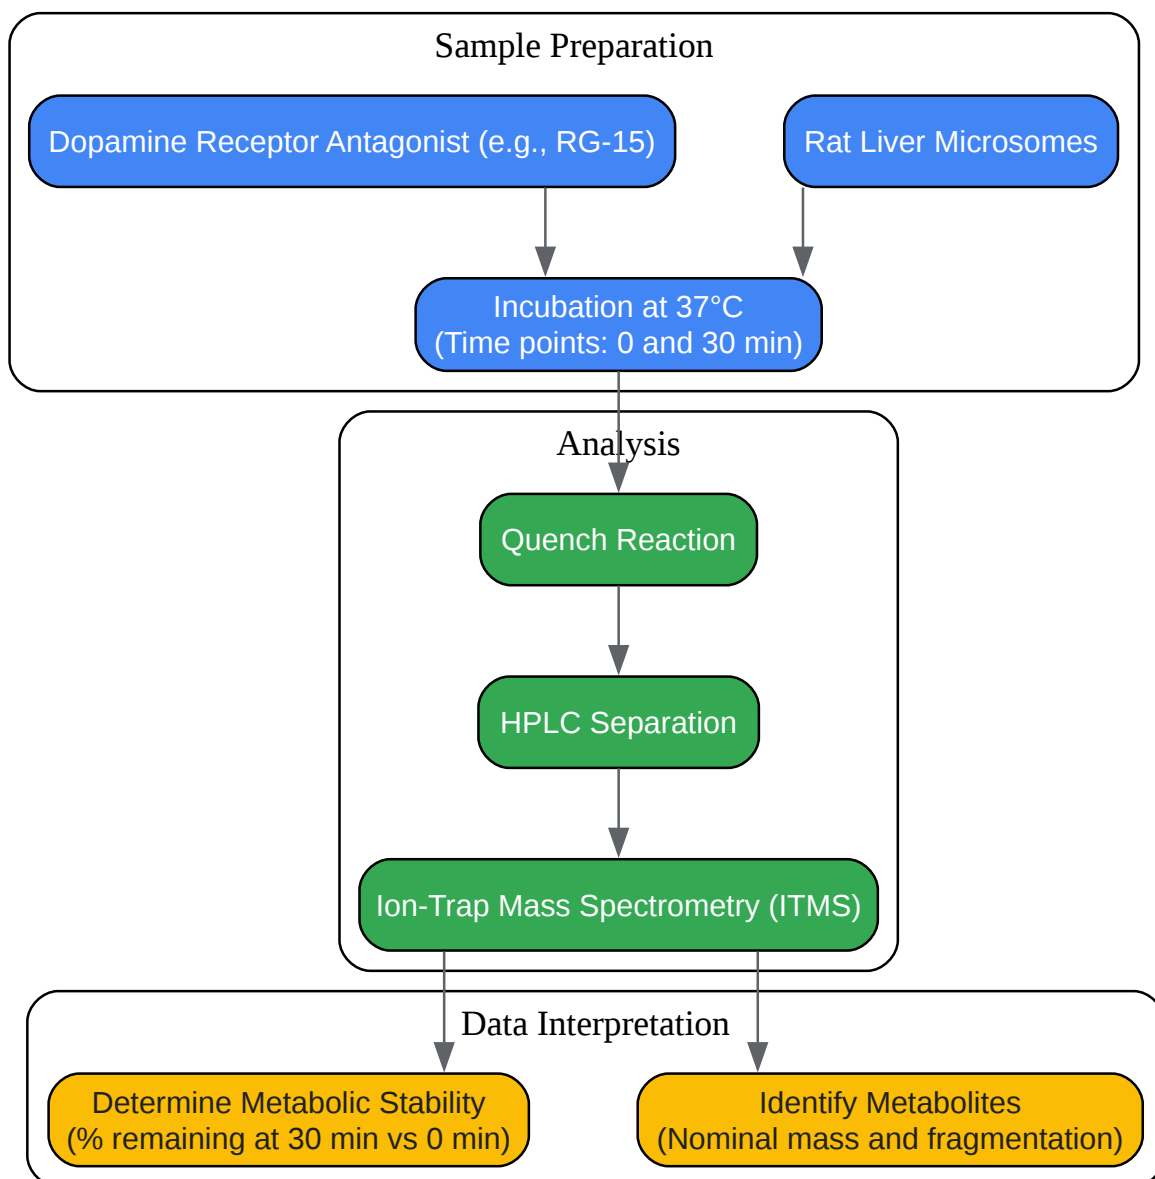 Sample Preparation
Dopamine Receptor Antagonist (e.g., RG-15)
Rat Liver Microsomes
Incubation at 37°C
(Time points: 0 and 30 min)
Analysis
Quench Reaction
HPLC Separation
Ion-Trap Mass Spectrometry (ITMS)
Data Interpretation
Determine Metabolic Stability
(% remaining at 30 min vs 0 min)
Identify Metabolites
(Nominal mass and fragmentation)